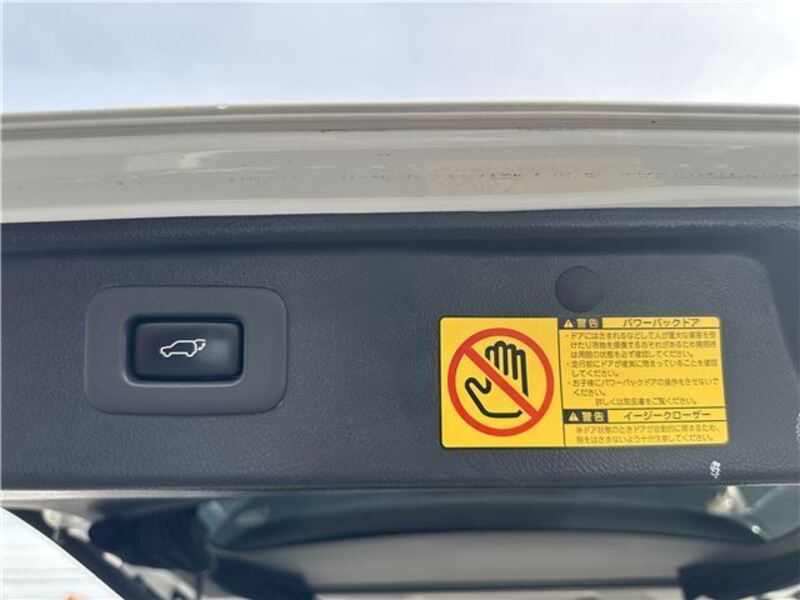 警告 パワーバックドア
・ドアにはさまれるなどして人が重大な傷害を受
けたり荷物を損傷するおそれがあるため開閉時
は周囲の状態を必ず確認してください。
・走行前にドアが確実に閉まっていることを確認
してください。
・お子様にパワーバックドアの操作をさせないで
ください。
詳しくは取扱書をご覧ください。
警告 イージークローザー
半ドア状態のときドアが自動的に閉まるため、
指をはさまないよう十分注意してください。